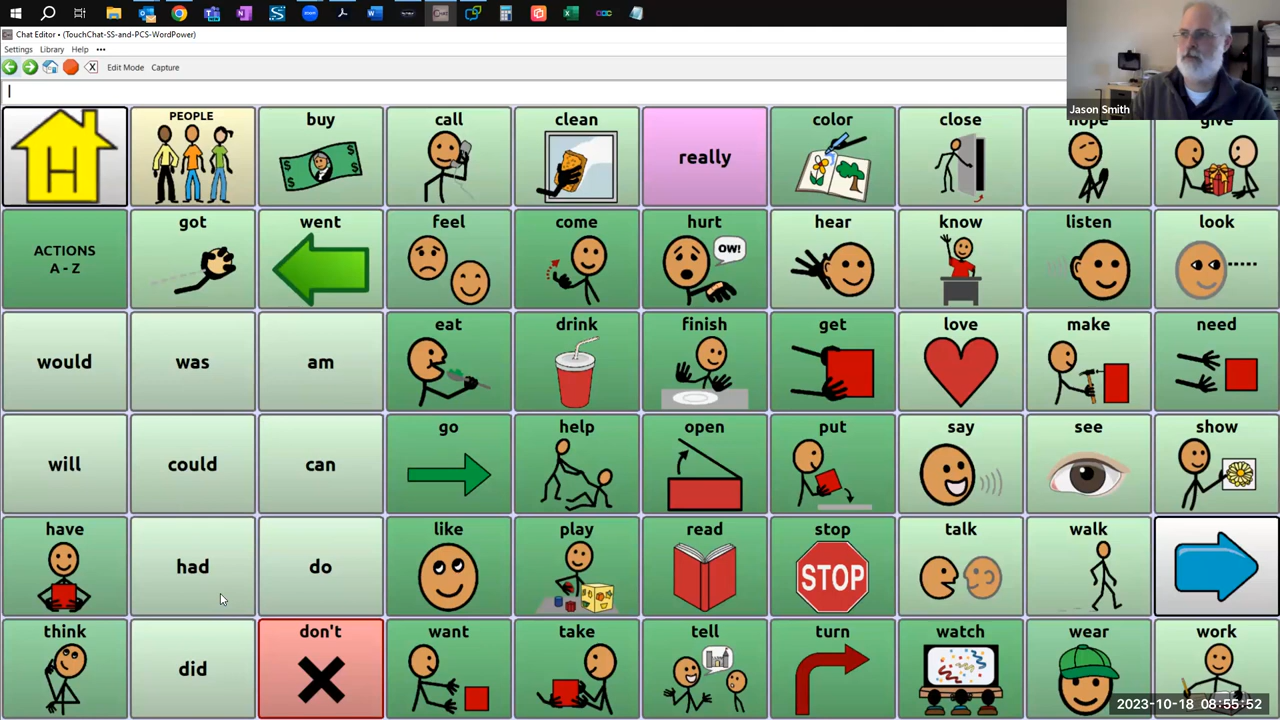 Chat Editor • (TouchChat-SS-and-PCS-WordPower)
Settings Library Help •••
Edit Mode Capture
Jason Smith
H PEOPLE buy call clean really color close hope give
ACTIONS
A - Z
got went feel come hurt hear know listen look
OW!
would was am eat drink finish get love make need
will could can go help open put say see show
have had do like play read stop talk walk
STOP
think did don't want take tell turn watch wear work
2023-10-18 08:55:52